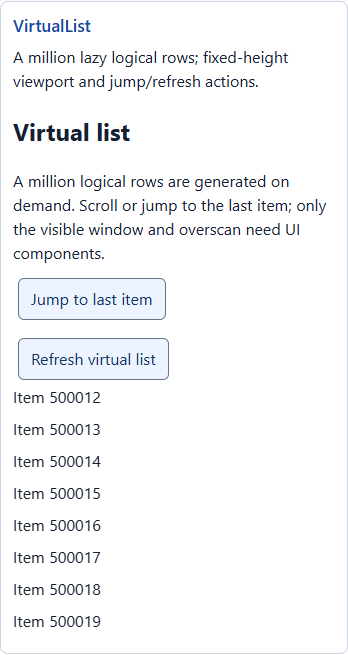 VirtualList
A million lazy logical rows; fixed-height
viewport and jump/refresh actions.
Virtual list
A million logical rows are generated on
demand. Scroll or jump to the last item; only
the visible window and overscan need UI
components.
Jump to last item
Refresh virtual list
Item 500012
Item 500013
Item 500014
Item 500015
Item 500016
Item 500017
Item 500018
Item 500019